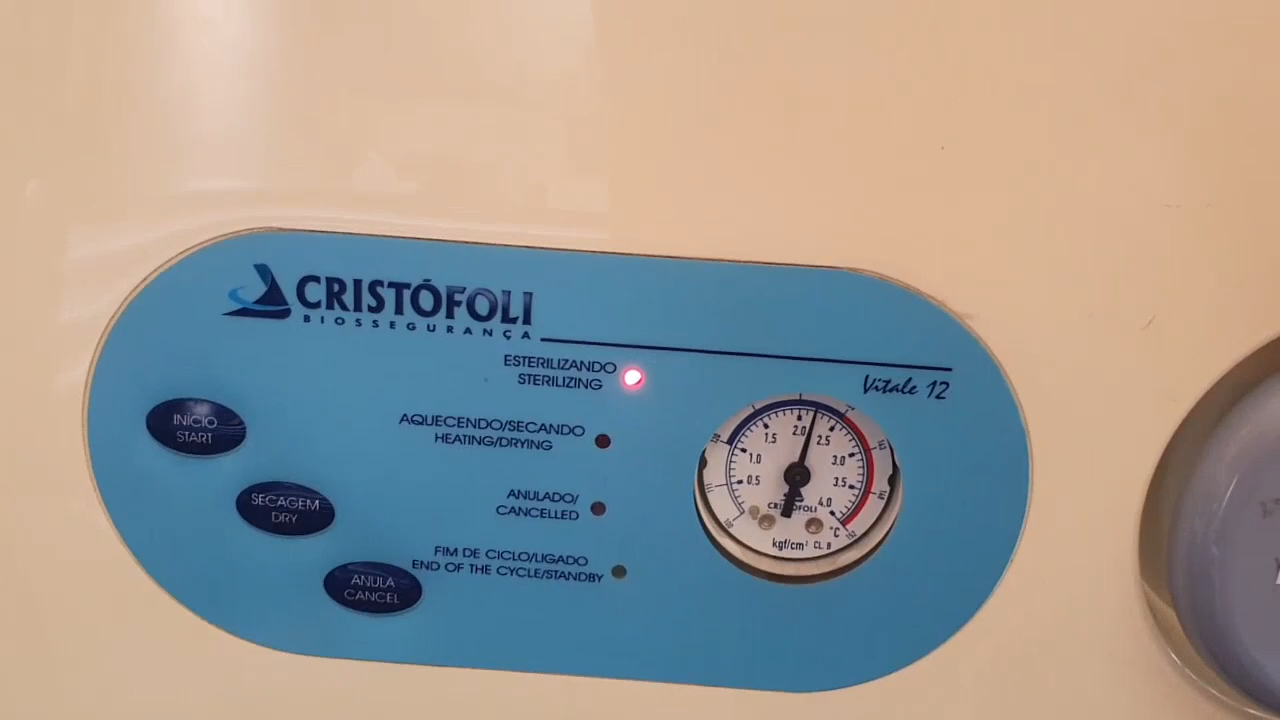 CRISTÓFOLI
BIOSSEGURANÇA
ESTERILIZANDO
STERILIZING
Vitale 12
INÍCIO
START
AQUECENDO/SECANDO
HEATING/DRYING
SECAGEM
DRY
ANULADO/
CANCELLED
ANULA
CANCEL
FIM DE CICLO/LIGADO
END OF THE CYCLE/STANDBY
0.5
1.0
1.5
2.0
2.5
3.0
3.5
4.0
CRISTÓFOLI
°C
kgf/cm² CL. B